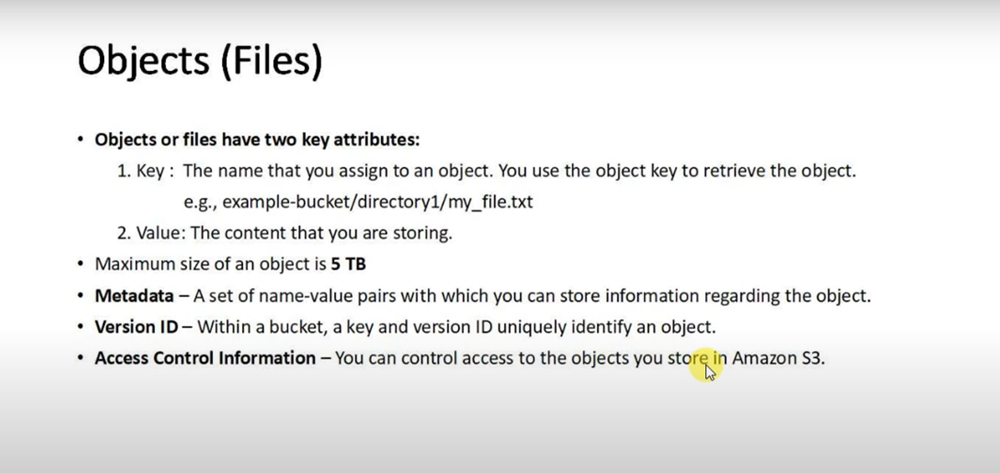 Objects (Files)
• Objects or files have two key attributes:
1. Key : The name that you assign to an object. You use the object key to retrieve the object.
e.g., example-bucket/directory1/my_file.txt
2. Value: The content that you are storing.
• Maximum size of an object is 5 TB
• Metadata – A set of name-value pairs with which you can store information regarding the object.
• Version ID – Within a bucket, a key and version ID uniquely identify an object.
• Access Control Information – You can control access to the objects you store in Amazon S3.